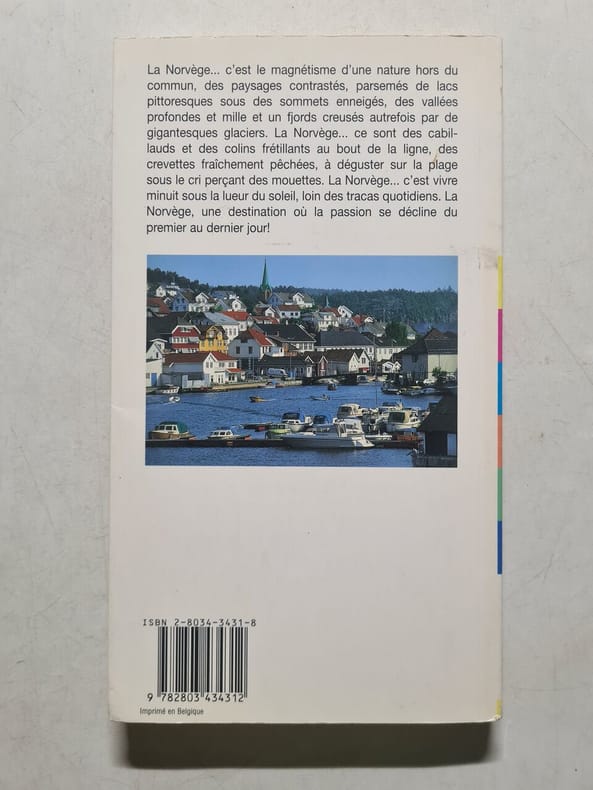 La Norvège... c'est le magnétisme d'une nature hors du
commun, des paysages contrastés, parsemés de lacs
pittoresques sous des sommets enneigés, des vallées
profondes et mille et un fjords creusés autrefois par de
gigantesques glaciers. La Norvège... ce sont des cabil-
lauds et des colins frétillants au bout de la ligne, des
crevettes fraîchement pêchées, à déguster sur la plage
sous le cri perçant des mouettes. La Norvège... c'est vivre
minuit sous la lueur du soleil, loin des tracas quotidiens. La
Norvège, une destination où la passion se décline du
premier au dernier jour!
ISBN 2-8034-3431-8
9 782803 434312
Imprimé en Belgique